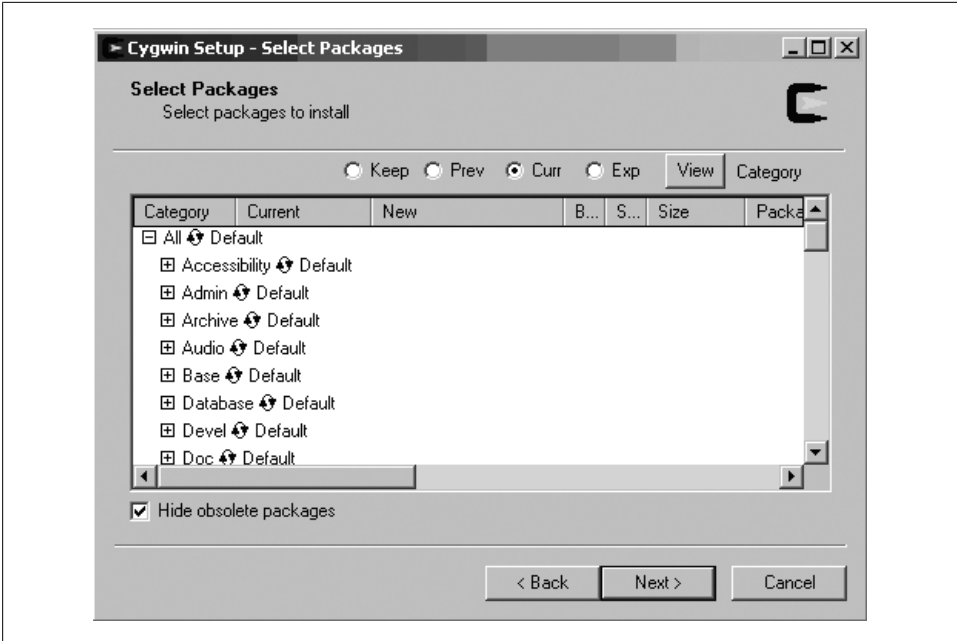 Cygwin Setup - Select Packages
Select Packages
Select packages to install
Keep Prev Curr Exp View Category
Category Current New B... S... Size Packa
All Default
Accessibility Default
Admin Default
Archive Default
Audio Default
Base Default
Database Default
Devel Default
Doc Default
Hide obsolete packages
< Back Next > Cancel